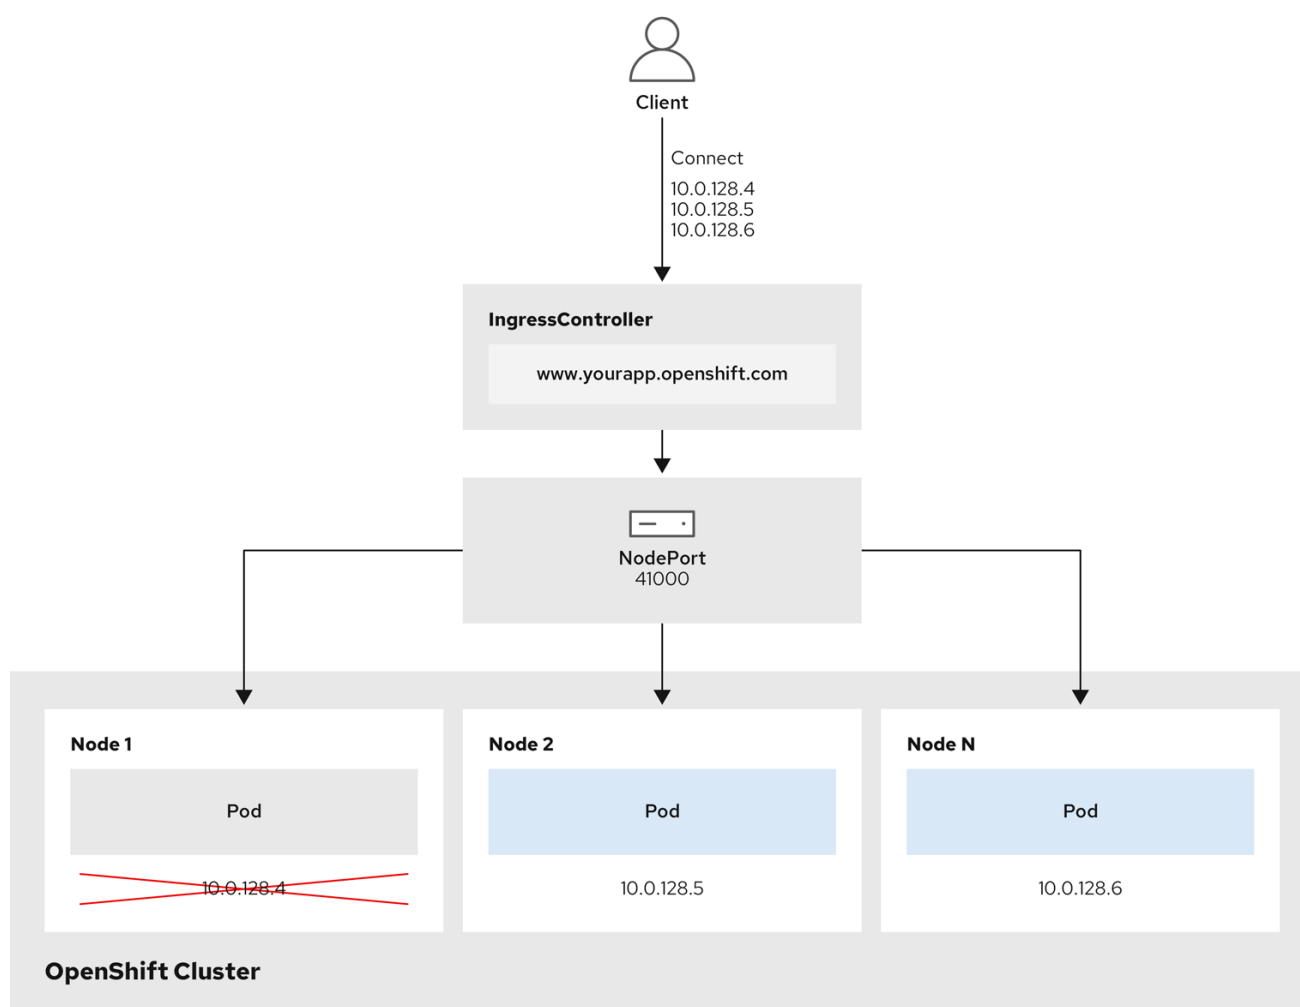 Client
Connect
10.0.128.4
10.0.128.5
10.0.128.6
IngressController
www.yourapp.openshift.com
NodePort
41000
Node 1
Pod
10.0.128.4
Node 2
Pod
10.0.128.5
Node N
Pod
10.0.128.6
OpenShift Cluster